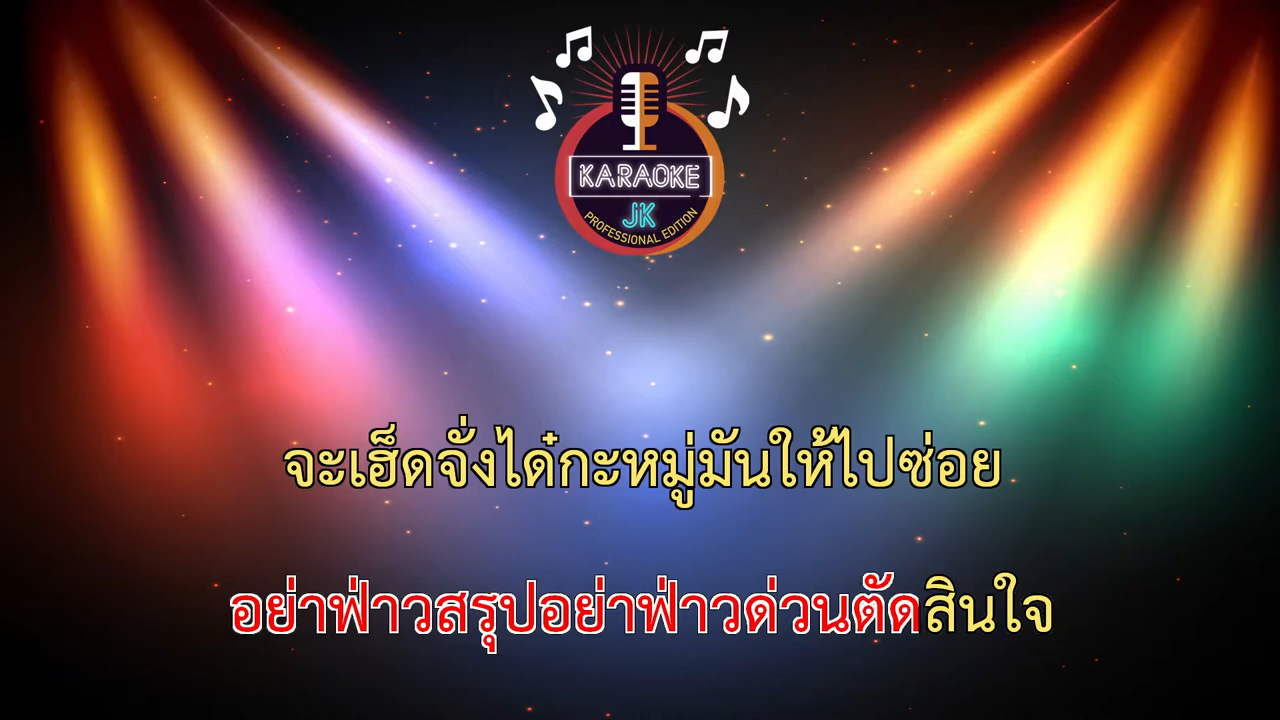 KARAOKE
JK
PROFESSIONAL EDITION
จะเฮ็ดจั่งได๋กะหมู่มันให้ไปซ่อย
อย่าฟ่าวสรุปอย่าฟ่าวด่วนตัดสินใจ